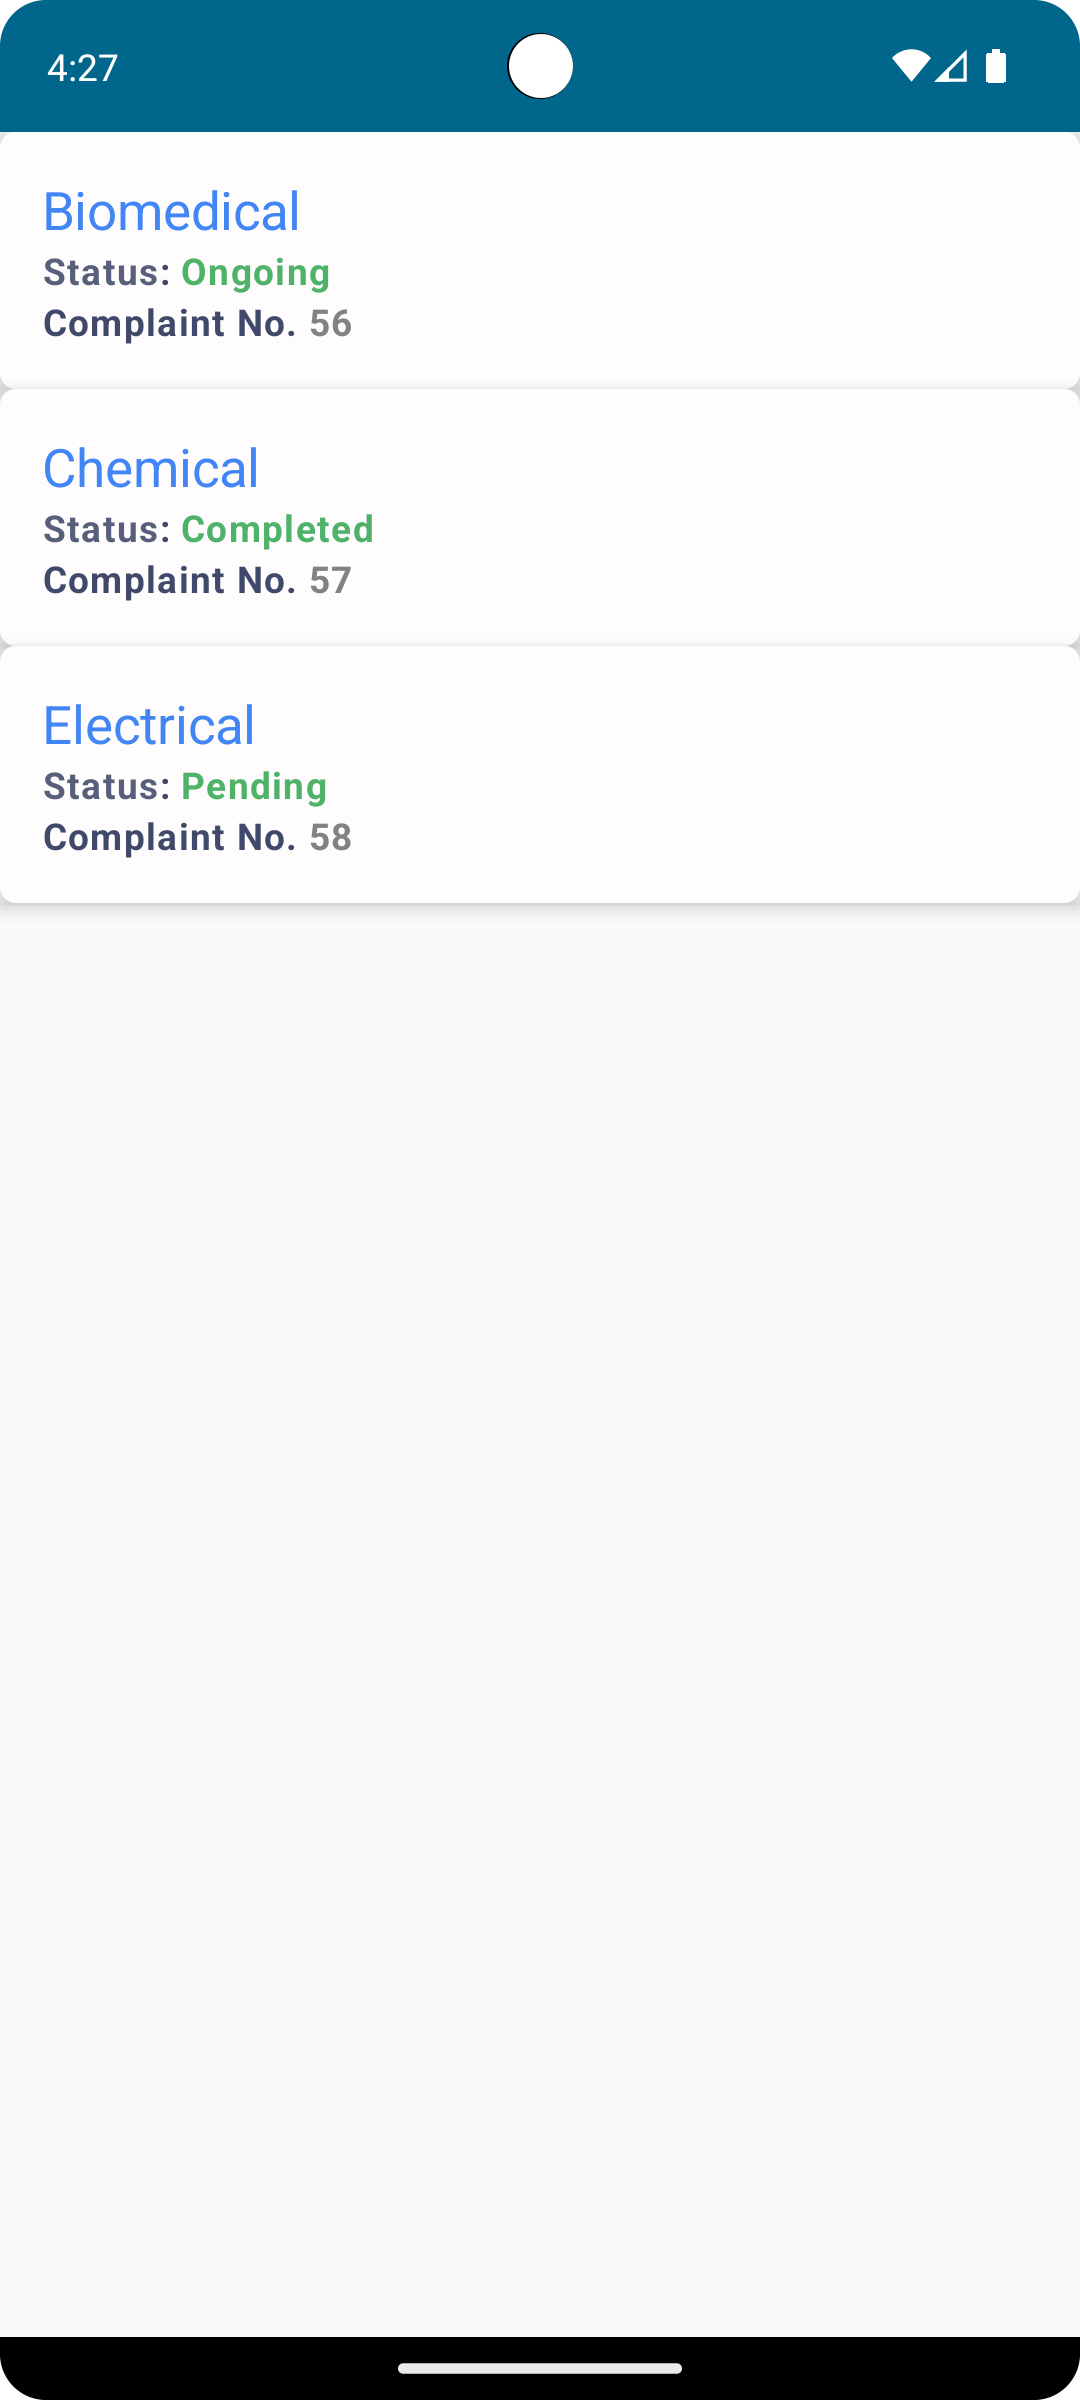 4:27
Biomedical
Status: Ongoing
Complaint No. 56
Chemical
Status: Completed
Complaint No. 57
Electrical
Status: Pending
Complaint No. 58